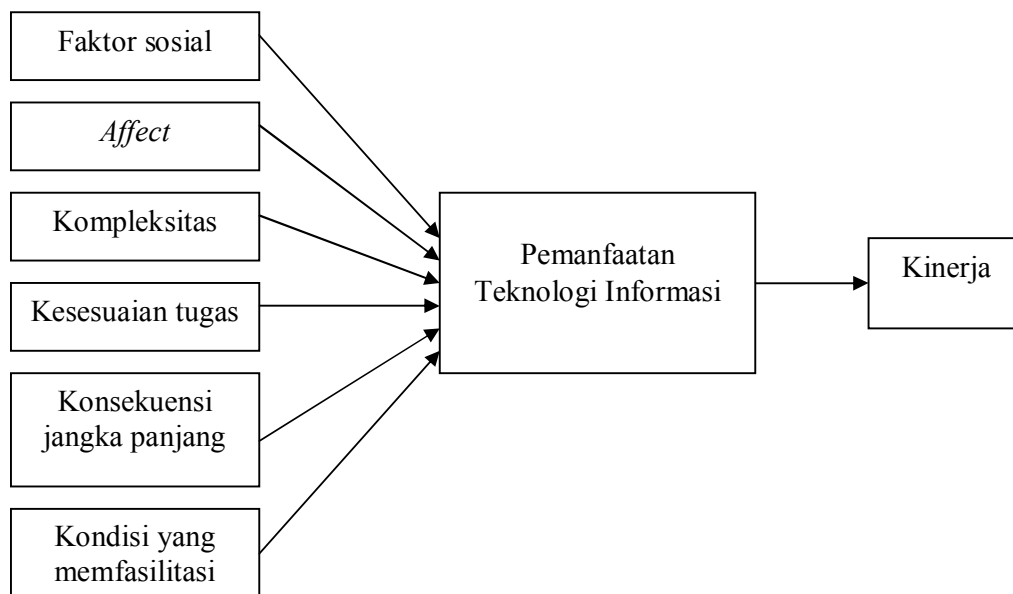 Faktor sosial
Affect
Kompleksitas
Kesesuaian tugas
Konsekuensi
jangka panjang
Kondisi yang
memfasilitasi
Pemanfaatan
Teknologi Informasi
Kinerja